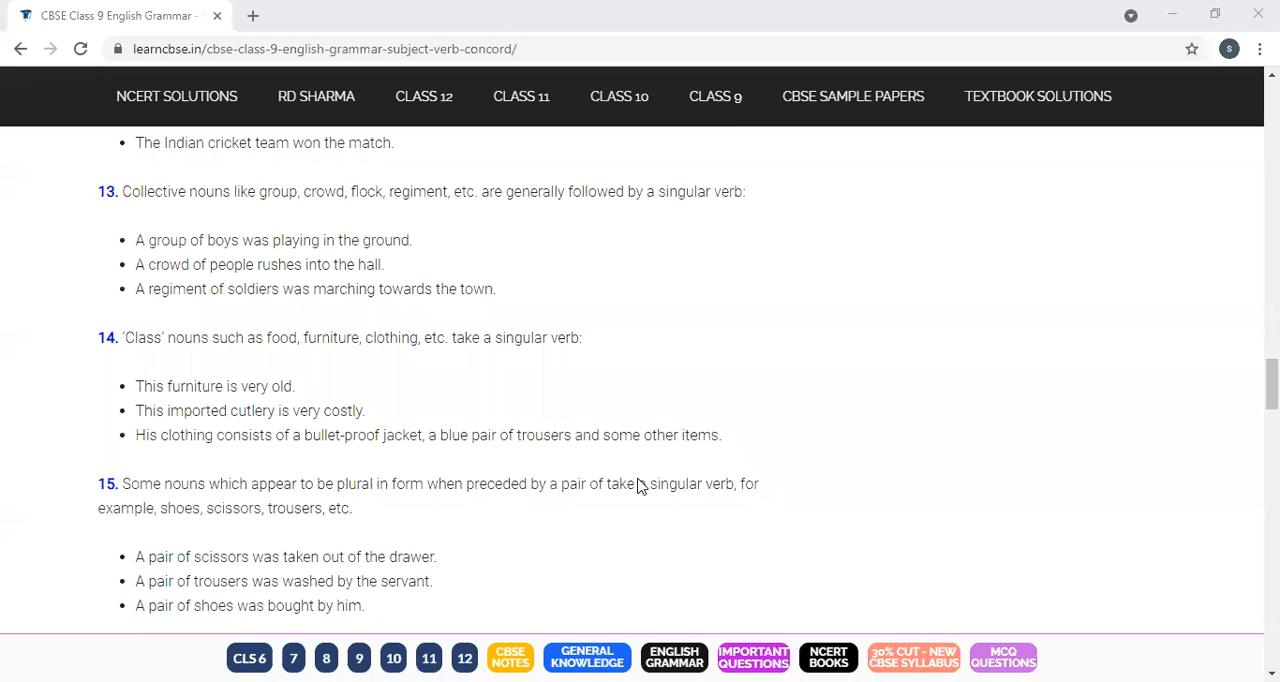 CBSE Class 9 English Grammar -
learncbse.in/cbse-class-9-english-grammar-subject-verb-concord/
S
NCERT SOLUTIONS RD SHARMA CLASS 12 CLASS 11 CLASS 10 CLASS 9 CBSE SAMPLE PAPERS TEXTBOOK SOLUTIONS
• The Indian cricket team won the match.
13. Collective nouns like group, crowd, flock, regiment, etc. are generally followed by a singular verb:
• A group of boys was playing in the ground.
• A crowd of people rushes into the hall.
• A regiment of soldiers was marching towards the town.
14. ‘Class’ nouns such as food, furniture, clothing, etc. take a singular verb:
• This furniture is very old.
• This imported cutlery is very costly.
• His clothing consists of a bullet-proof jacket, a blue pair of trousers and some other items.
15. Some nouns which appear to be plural in form when preceded by a pair of take singular verb, for
example, shoes, scissors, trousers, etc.
• A pair of scissors was taken out of the drawer.
• A pair of trousers was washed by the servant.
• A pair of shoes was bought by him.
CLS 6 7 8 9 10 11 12 CBSE NOTES GENERAL KNOWLEDGE ENGLISH GRAMMAR IMPORTANT QUESTIONS NCERT BOOKS 30% CUT - NEW CBSE SYLLABUS MCQ QUESTIONS